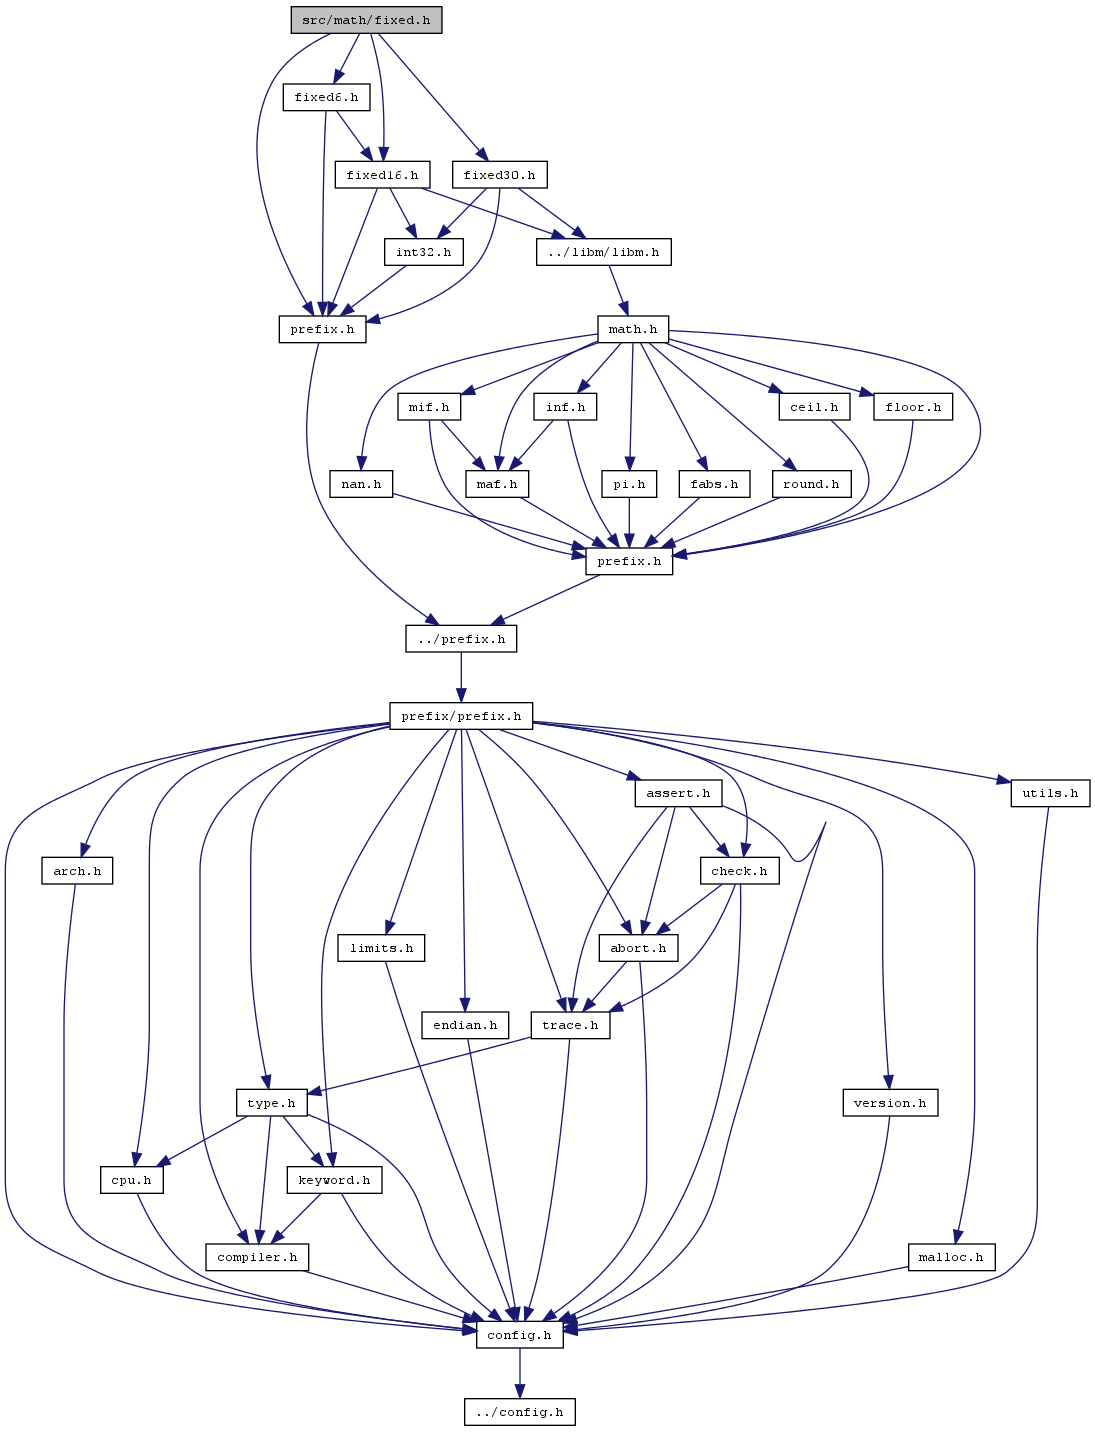 src/math/fixed.h
fixed6.h
fixed16.h
fixed30.h
int32.h
../libm/libm.h
prefix.h
math.h
mif.h
inf.h
ceil.h
floor.h
nan.h
maf.h
pi.h
fabs.h
round.h
prefix.h
../prefix.h
prefix/prefix.h
assert.h
utils.h
arch.h
check.h
limits.h
abort.h
endian.h
trace.h
type.h
version.h
cpu.h
keyword.h
compiler.h
malloc.h
config.h
../config.h